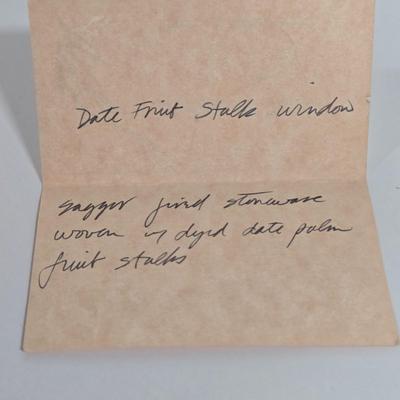 Date Fruit Stalk window
saggar fired stoneware
woven w/ dyed date palm
fruit stalks